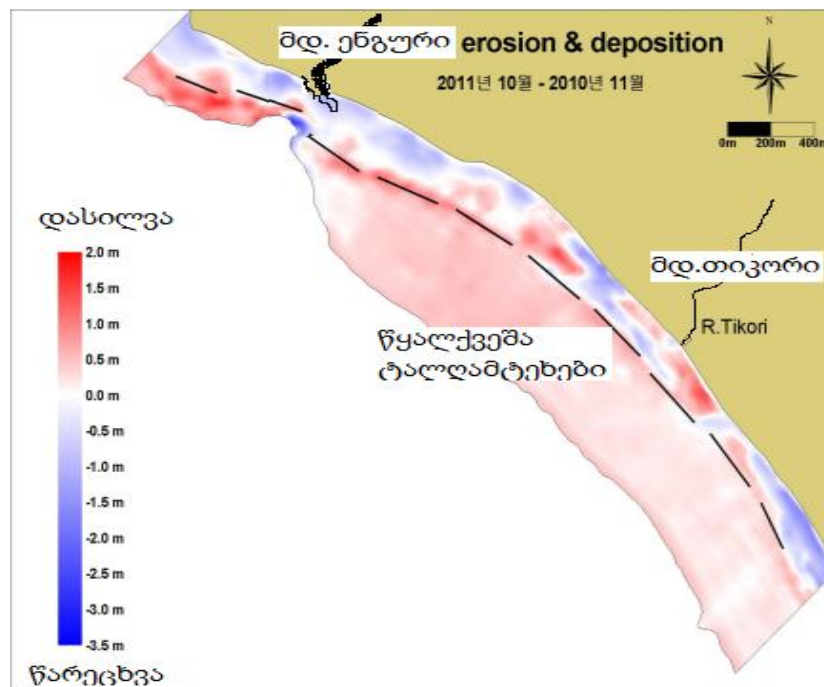 მდ. ენგური
erosion & deposition
2011년 10월 - 2010년 11월
N
0m 200m 400m
დასილვა
2.0 m
1.0 m
0.5 m
0.0 m
-0.5 m
-1.0 m
-1.5 m
-2.0 m
-2.5 m
-3.0 m
-3.5 m
წარეცხვა
მდ.თიკორი
R.Tikori
წყალქვეშა
ტალღამტეხები